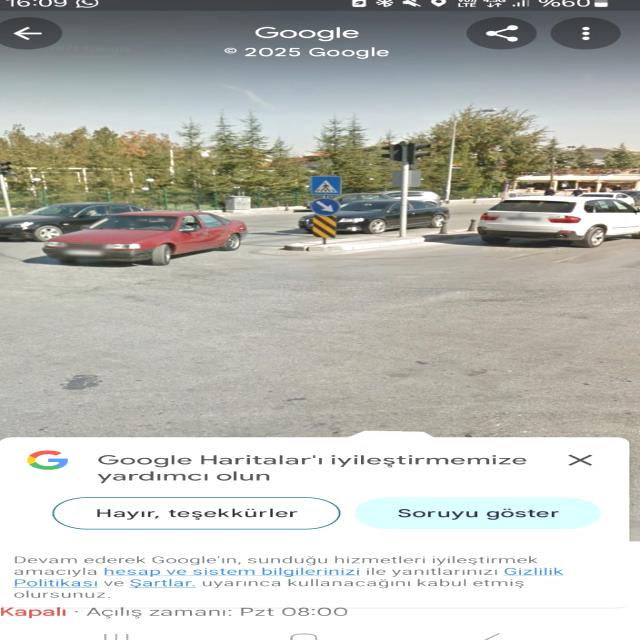 16:09
%60
Google
© 2025 Google
Google Haritalar'ı iyileştirmemize
yardımcı olun
Hayır, teşekkürler
Soruyu göster
Devam ederek Google'ın, sunduğu hizmetleri iyileştirmek
amacıyla hesap ve sistem bilgilerinizi ile yanıtlarınızı Gizlilik
Politikası ve Şartlar. uyarınca kullanacağını kabul etmiş
olursunuz.
Kapalı · Açılış zamanı: Pzt 08:00